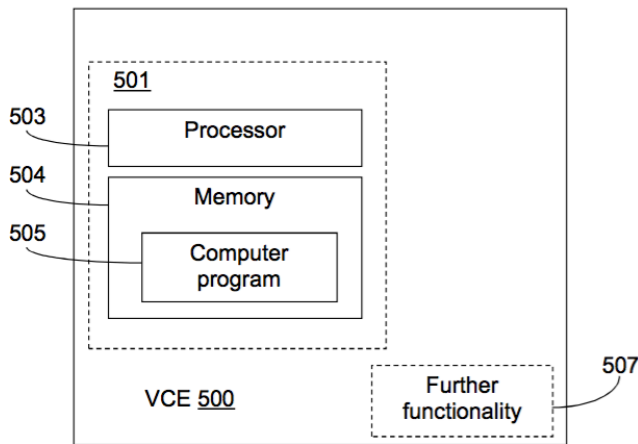 501
503
Processor
504
Memory
505
Computer
program
VCE 500
507
Further
functionality